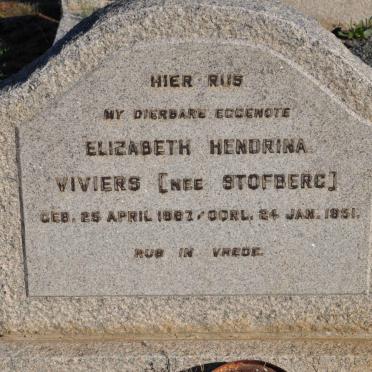 HIER RUS
MY DIERBARE EGGENOTE
ELIZABETH HENDRINA
VIVIERS [NEE STOFBERG]
GEB. 25 APRIL 1887 / OORL. 24 JAN. 1951.
RUS IN VREDE.